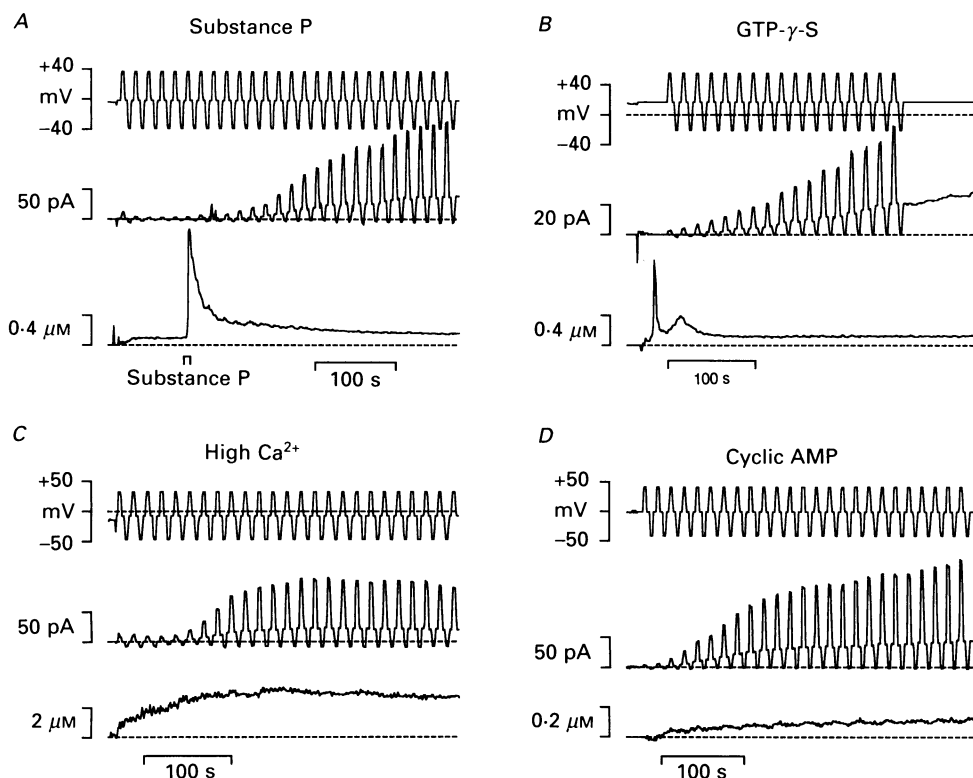 A
Substance P
+40
mV
−40
50 pA
0·4 μM
Substance P
100 s
B
GTP-γ-S
+40
mV
−40
20 pA
0·4 μM
100 s
C
High Ca²⁺
+50
mV
−50
50 pA
2 μM
100 s
D
Cyclic AMP
+50
mV
−50
50 pA
0·2 μM
100 s